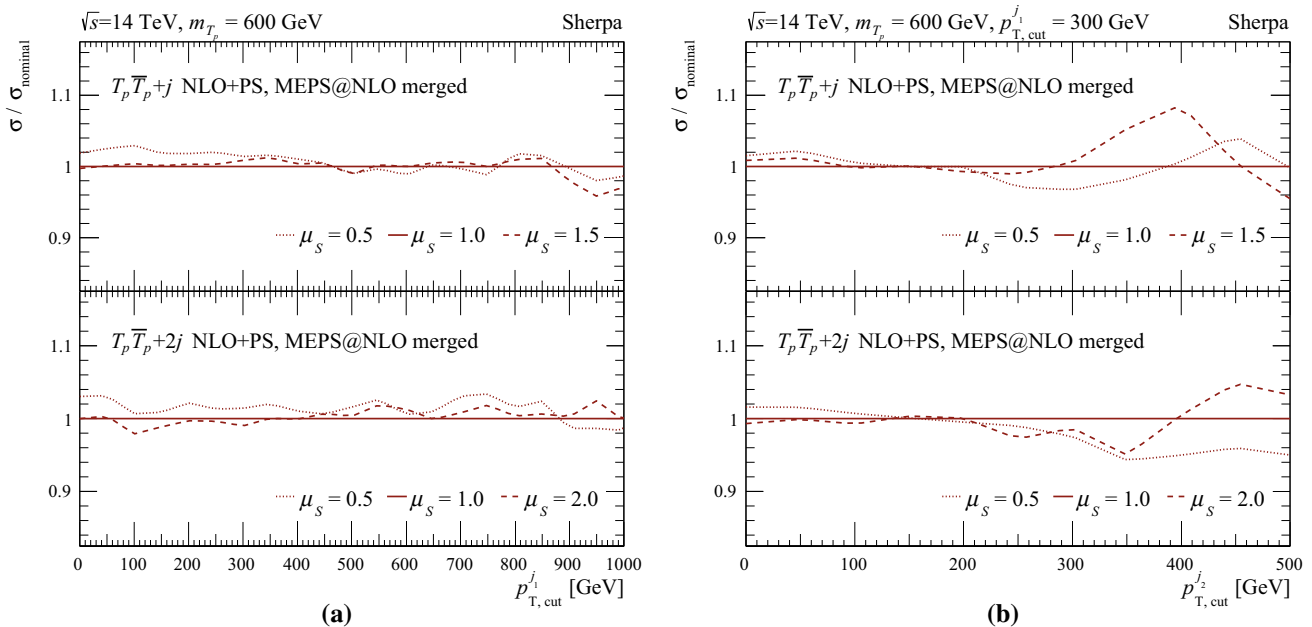 √s=14 TeV, m_{T_p} = 600 GeV Sherpa
σ / σ_nominal
T_p T̅_p+j NLO+PS, MEPS@NLO merged
1.1
1
0.9
μ_S = 0.5 μ_S = 1.0 μ_S = 1.5
T_p T̅_p+2j NLO+PS, MEPS@NLO merged
1.1
1
0.9
μ_S = 0.5 μ_S = 1.0 μ_S = 2.0
0 100 200 300 400 500 600 700 800 900 1000
p_{T, cut}^{j_1} [GeV]
(a)
√s=14 TeV, m_{T_p} = 600 GeV, p_{T, cut}^{j_1} = 300 GeV Sherpa
σ / σ_nominal
T_p T̅_p+j NLO+PS, MEPS@NLO merged
1.1
1
0.9
μ_S = 0.5 μ_S = 1.0 μ_S = 1.5
T_p T̅_p+2j NLO+PS, MEPS@NLO merged
1.1
1
0.9
μ_S = 0.5 μ_S = 1.0 μ_S = 2.0
0 100 200 300 400 500
p_{T, cut}^{j_2} [GeV]
(b)